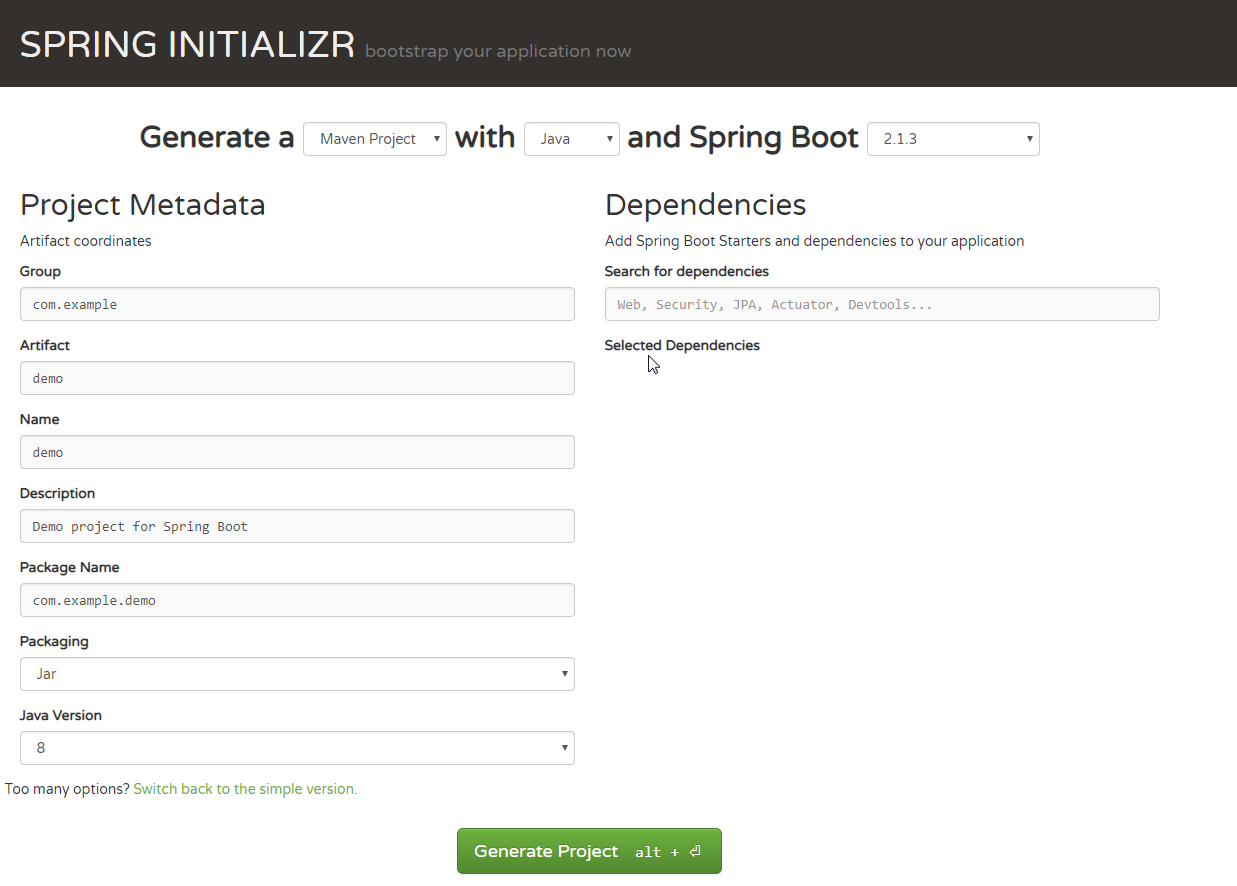 SPRING INITIALIZR bootstrap your application now
Generate a Maven Project with Java and Spring Boot 2.1.3
Project Metadata
Artifact coordinates
Group
com.example
Artifact
demo
Name
demo
Description
Demo project for Spring Boot
Package Name
com.example.demo
Packaging
Jar
Java Version
8
Too many options? Switch back to the simple version.
Dependencies
Add Spring Boot Starters and dependencies to your application
Search for dependencies
Web, Security, JPA, Actuator, Devtools...
Selected Dependencies
Generate Project alt + ⏎